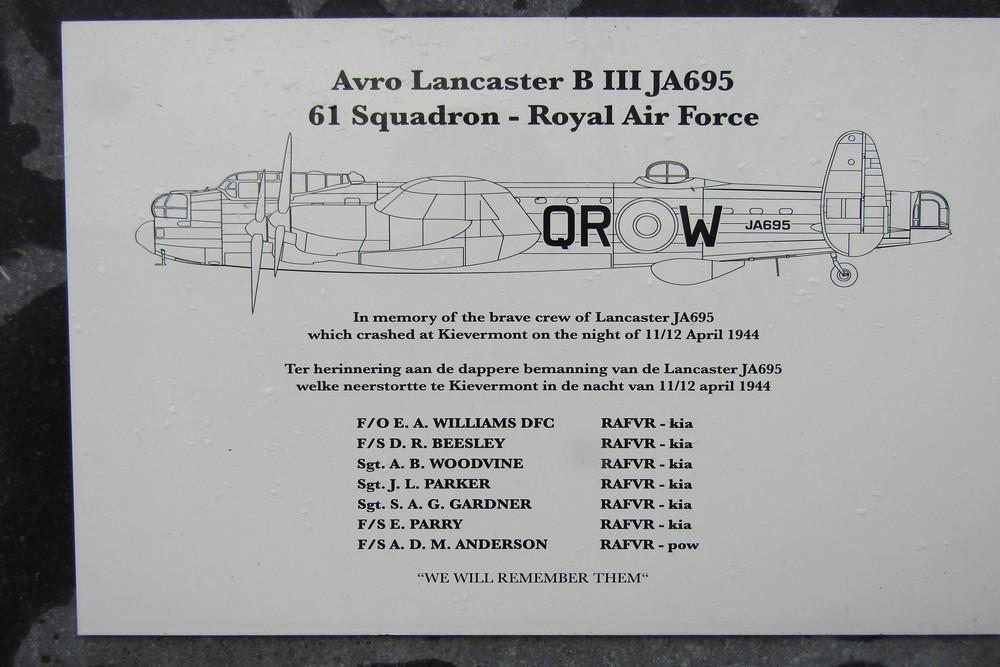 Avro Lancaster B III JA695
61 Squadron - Royal Air Force
QR W JA695
In memory of the brave crew of Lancaster JA695
which crashed at Kievermont on the night of 11/12 April 1944
Ter herinnering aan de dappere bemanning van de Lancaster JA695
welke neerstortte te Kievermont in de nacht van 11/12 april 1944
F/O E. A. WILLIAMS DFC RAFVR - kia
F/S D. R. BEESLEY RAFVR - kia
Sgt. A. B. WOODVINE RAFVR - kia
Sgt. J. L. PARKER RAFVR - kia
Sgt. S. A. G. GARDNER RAFVR - kia
F/S E. PARRY RAFVR - kia
F/S A. D. M. ANDERSON RAFVR - pow
“WE WILL REMEMBER THEM“